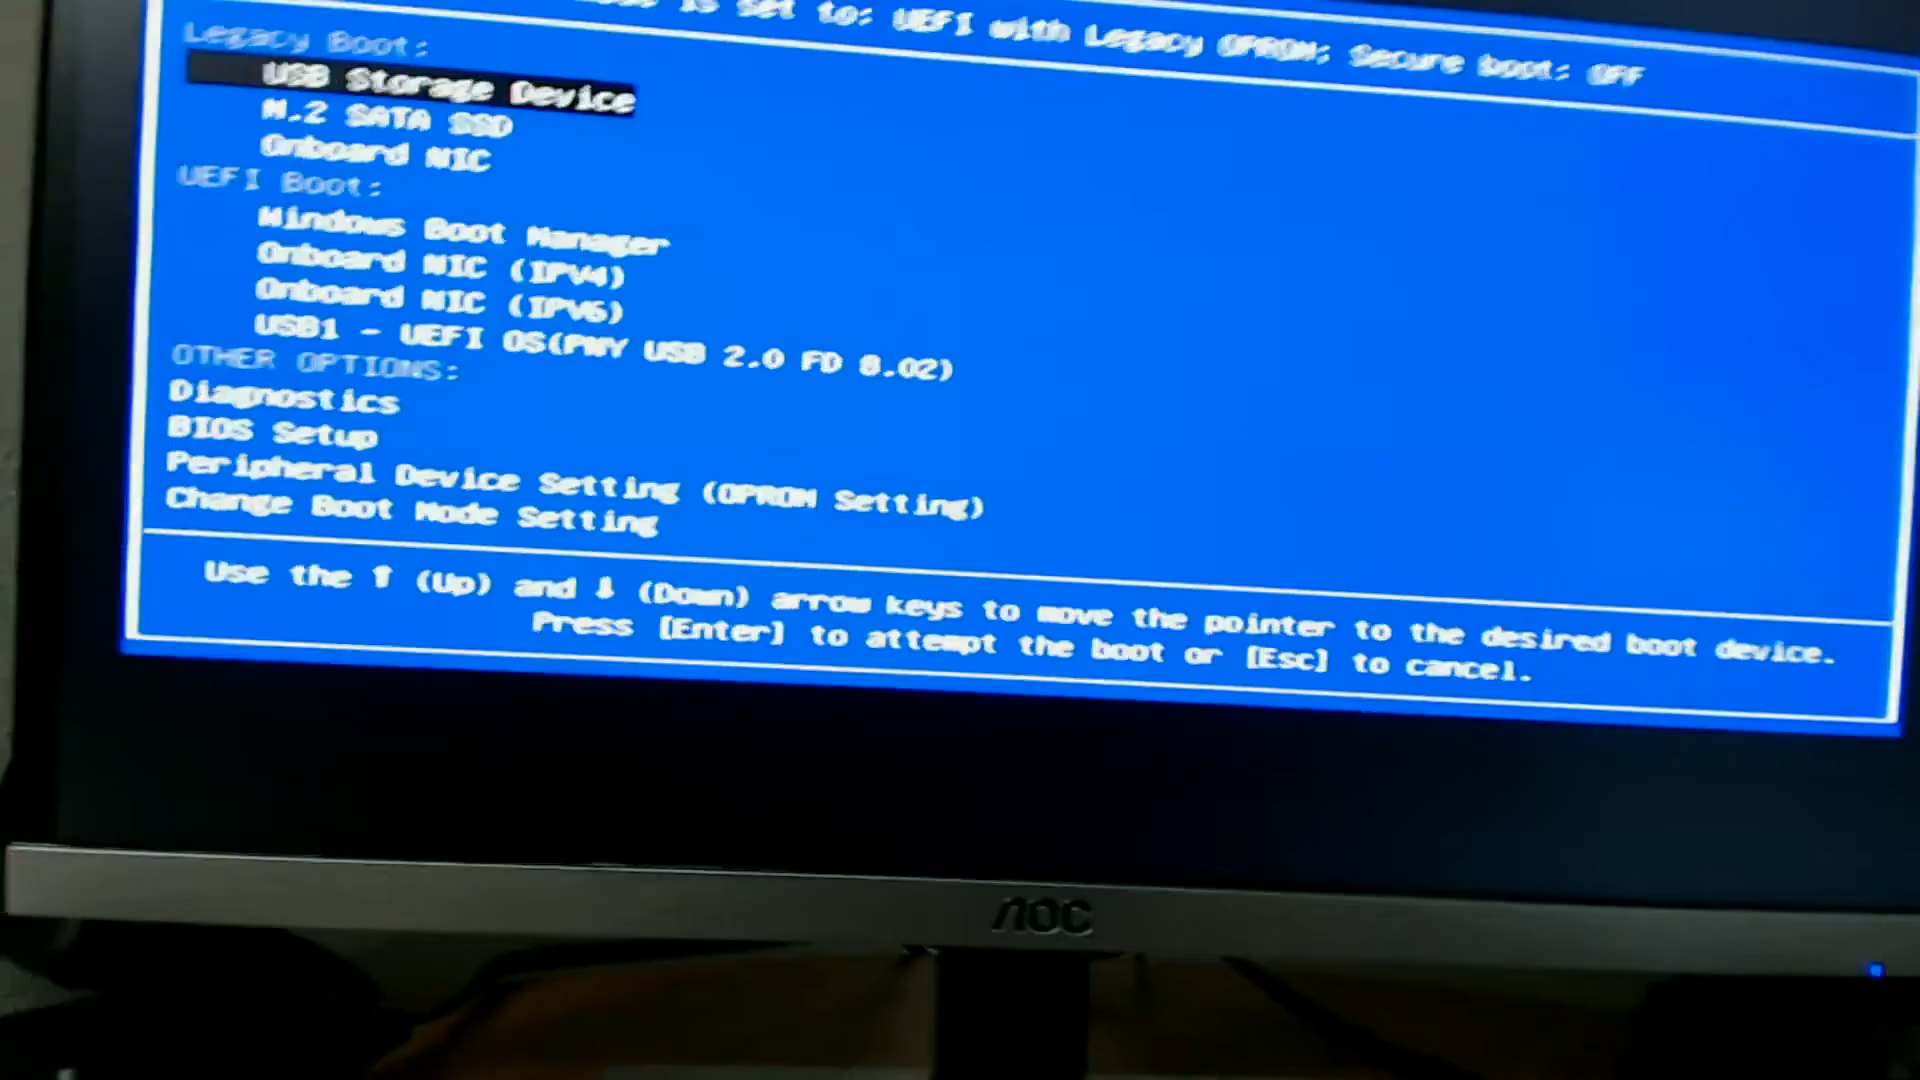 is set to: UEFI with Legacy OPROM; Secure boot: OFF
Legacy Boot:
USB Storage Device
M.2 SATA SSD
Onboard NIC
UEFI Boot:
Windows Boot Manager
Onboard NIC (IPV4)
Onboard NIC (IPV6)
USB1 - UEFI OS(PNY USB 2.0 FD 8.02)
OTHER OPTIONS:
Diagnostics
BIOS Setup
Peripheral Device Setting (OPROM Setting)
Change Boot Mode Setting
Use the ↑ (Up) and ↓ (Down) arrow keys to move the pointer to the desired boot device.
Press [Enter] to attempt the boot or [Esc] to cancel.
AOC